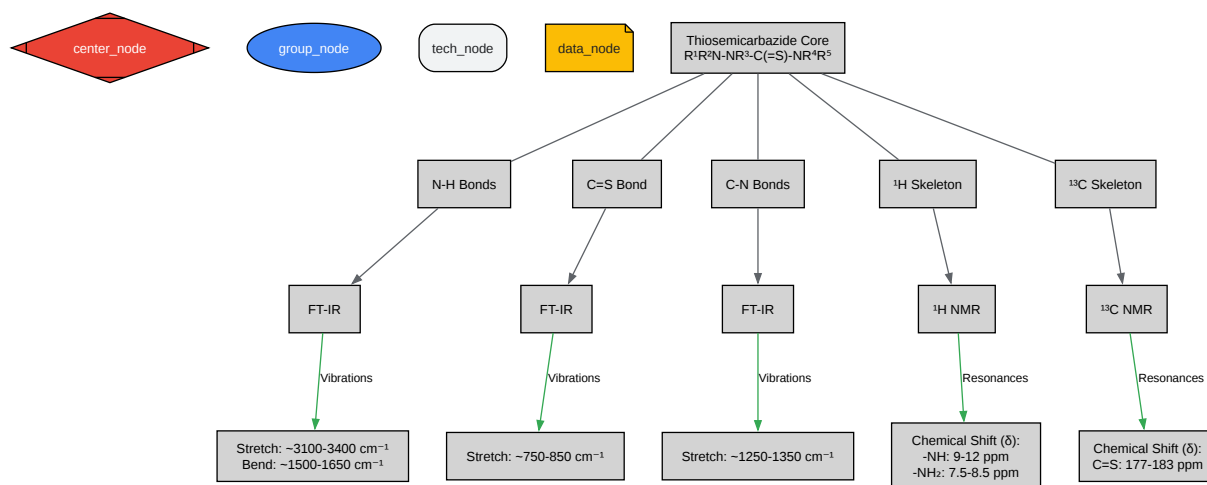 center_node
group_node
tech_node
data_node
Thiosemicarbazide Core
R¹R²N-NR³-C(=S)-NR⁴R⁵
N-H Bonds
C=S Bond
C-N Bonds
¹H Skeleton
¹³C Skeleton
FT-IR
FT-IR
FT-IR
¹H NMR
¹³C NMR
Vibrations
Vibrations
Vibrations
Resonances
Resonances
Stretch: ~3100-3400 cm⁻¹
Bend: ~1500-1650 cm⁻¹
Stretch: ~750-850 cm⁻¹
Stretch: ~1250-1350 cm⁻¹
Chemical Shift (δ):
-NH: 9-12 ppm
-NH₂: 7.5-8.5 ppm
Chemical Shift (δ):
C=S: 177-183 ppm